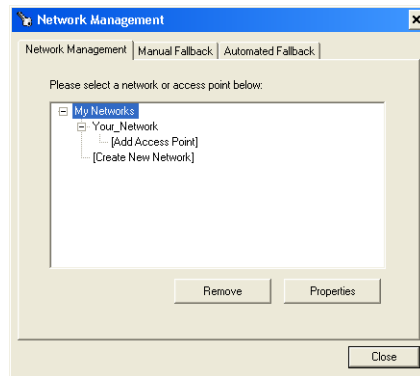 Network Management
Network Management Manual Fallback Automated Fallback
Please select a network or access point below:
My Networks
Your_Network
[Add Access Point]
[Create New Network]
Remove Properties
Close